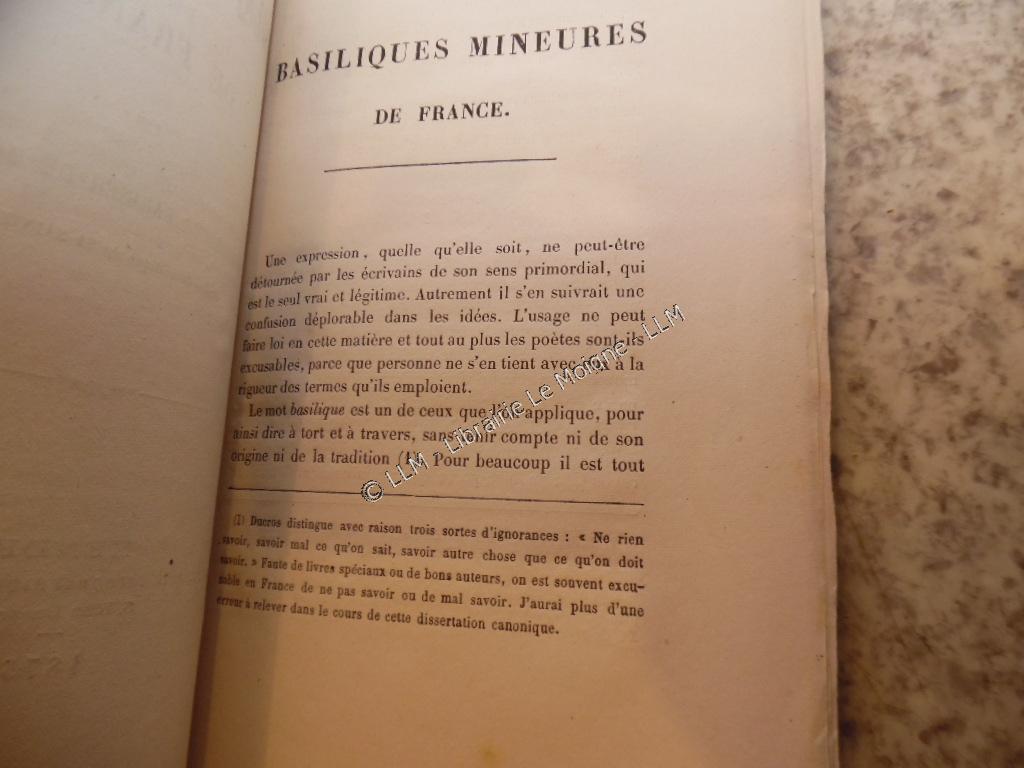 BASILIQUES MINEURES
DE FRANCE.
Une expression, quelle qu'elle soit, ne peut-être
détournée par les écrivains de son sens primordial, qui
est le seul vrai et légitime. Autrement il s'en suivrait une
confusion déplorable dans les idées. L'usage ne peut
faire loi en cette matière et tout au plus les poètes sont-ils
excusables, parce que personne ne s'en tient avec eux à la
rigueur des termes qu'ils emploient.
Le mot basilique est un de ceux que l'on applique, pour
ainsi dire à tort et à travers, sans tenir compte ni de son
origine ni de la tradition (1). Pour beaucoup il est tout
(1) Ducros distingue avec raison trois sortes d'ignorances : « Ne rien
savoir, savoir mal ce qu'on sait, savoir autre chose que ce qu'on doit
savoir. » Faute de livres spéciaux ou de bons auteurs, on est souvent excu-
sable en France de ne pas savoir ou de mal savoir. J'aurai plus d'une
erreur à relever dans le cours de cette dissertation canonique.
© LLM - Librairie Le Moigne - LLM